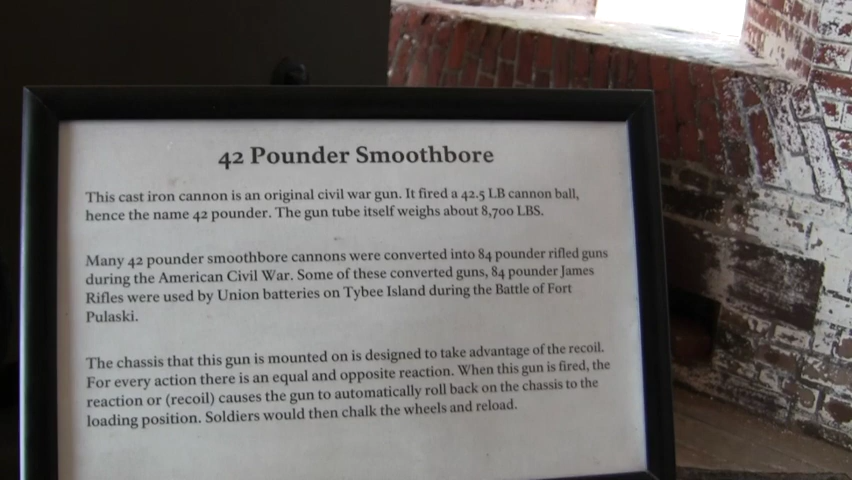 42 Pounder Smoothbore
This cast iron cannon is an original civil war gun. It fired a 42.5 LB cannon ball,
hence the name 42 pounder. The gun tube itself weighs about 8,700 LBS.
Many 42 pounder smoothbore cannons were converted into 84 pounder rifled guns
during the American Civil War. Some of these converted guns, 84 pounder James
Rifles were used by Union batteries on Tybee Island during the Battle of Fort
Pulaski.
The chassis that this gun is mounted on is designed to take advantage of the recoil.
For every action there is an equal and opposite reaction. When this gun is fired, the
reaction or (recoil) causes the gun to automatically roll back on the chassis to the
loading position. Soldiers would then chalk the wheels and reload.